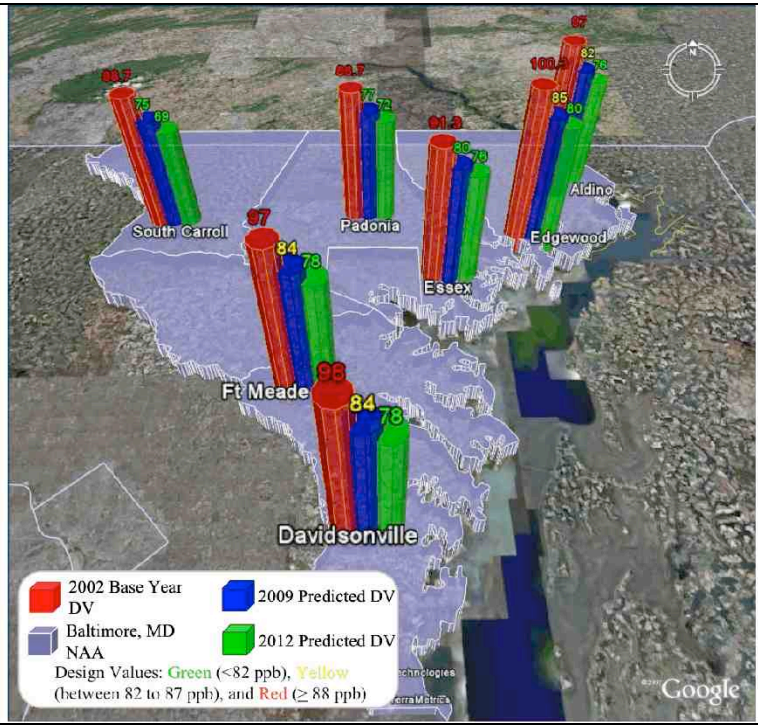 97
82
76
100.3
85
80
88.7
75
69
89.7
77
72
91.3
80
76
Aldino
Edgewood
South Carroll
Padonia
Essex
97
84
78
Ft Meade
98
84
78
Davidsonville
2002 Base Year
DV
2009 Predicted DV
Baltimore, MD
NAA
2012 Predicted DV
Design Values: Green (<82 ppb), Yellow
(between 82 to 87 ppb), and Red (≥ 88 ppb)
Google